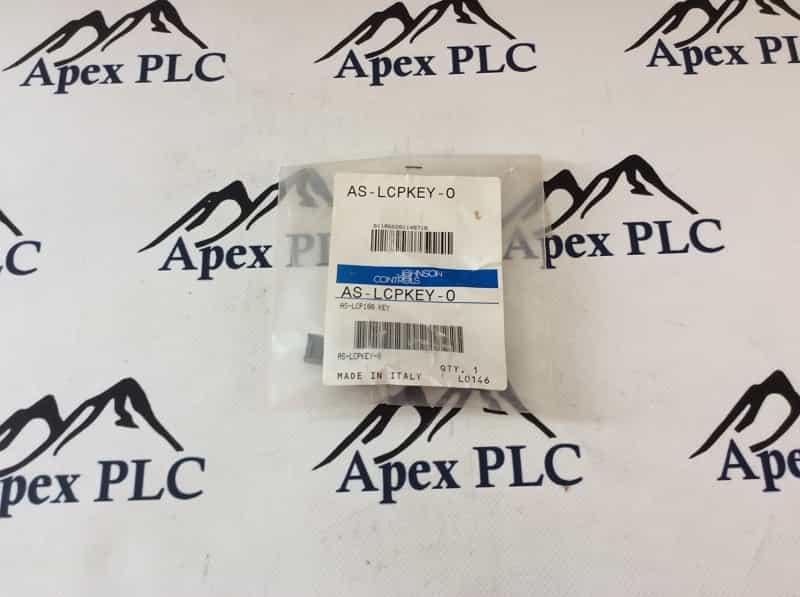 Apex PLC
Apex PLC
Apex PLC
AS-LCPKEY-0
Apex PLC
Apex PLC
JOHNSON
CONTROLS
AS-LCPKEY-0
AS-LCP100 KEY
AS-LCPKEY-0
QTY. 1
MADE IN ITALY
L0146
Apex PLC
Apex PLC
Ap